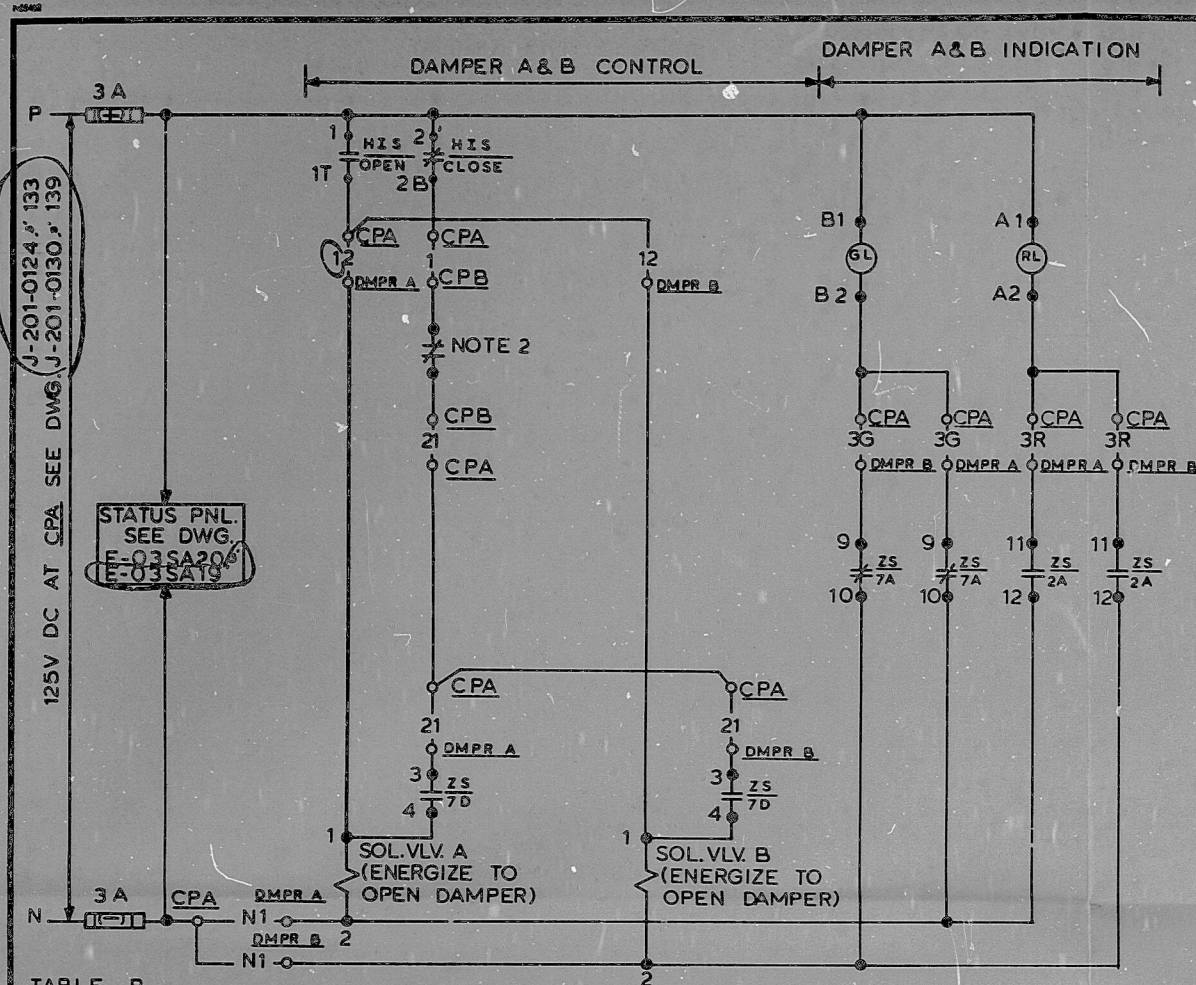 DAMPER A & B CONTROL
DAMPER A & B INDICATION
3 A
P
1
HIS
OPEN
1T
2
HIS
CLOSE
2B
CPA
12
DMPR A
CPA
1
CPB
12
DMPR B
NOTE 2
CPB
21
CPA
B1
GL
B2
A1
RL
A2
CPA
3G
DMPR B
CPA
3G
DMPR A
CPA
3R
DMPR A
CPA
3R
DMPR B
9
ZS
7A
10
9
ZS
7A
10
11
ZS
2A
12
11
ZS
2A
12
J-201-0124, 133
125V DC AT CPA SEE DWG. J-201-0130, 139
STATUS PNL.
SEE DWG.
E-03SA20
E-03SA19
CPA
21
DMPR A
3
ZS
7D
4
CPA
21
DMPR B
3
ZS
7D
4
1
SOL. VLV. A
(ENERGIZE TO
OPEN DAMPER)
1
SOL. VLV. B
(ENERGIZE TO
OPEN DAMPER)
N
3 A
CPA
DMPR A
N1
2
DMPR B
N1
2